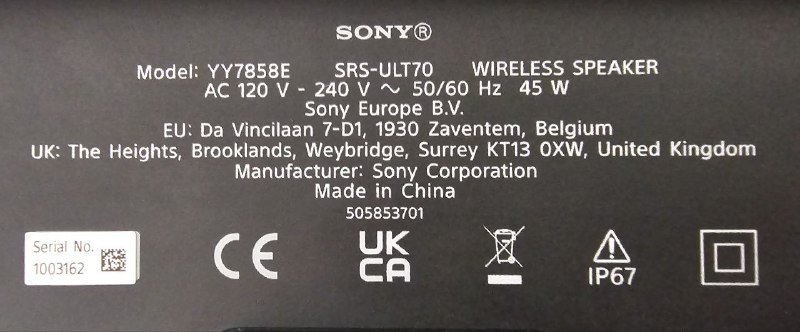 SONY®
Model: YY7858E SRS-ULT70 WIRELESS SPEAKER
AC 120 V - 240 V ~ 50/60 Hz 45 W
Sony Europe B.V.
EU: Da Vincilaan 7-D1, 1930 Zaventem, Belgium
UK: The Heights, Brooklands, Weybridge, Surrey KT13 0XW, United Kingdom
Manufacturer: Sony Corporation
Made in China
505853701
Serial No.
1003162
CE
UK
CA
IP67